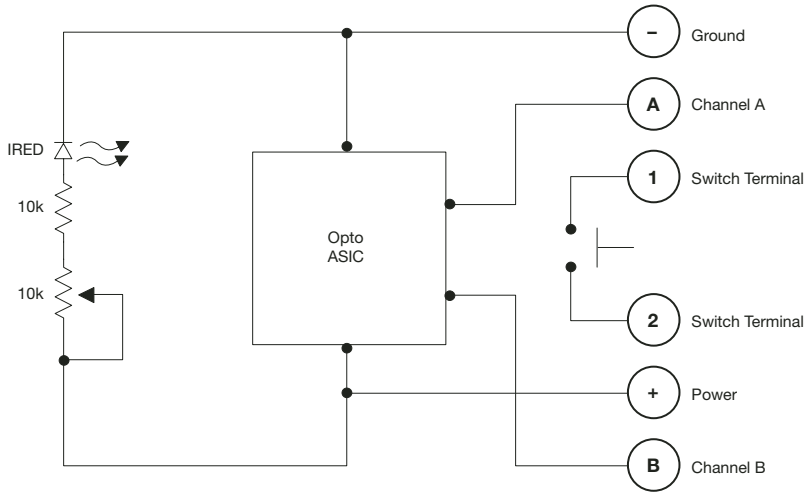 – Ground
A Channel A
IRED
1 Switch Terminal
10k
Opto
ASIC
10k
2 Switch Terminal
+ Power
B Channel B